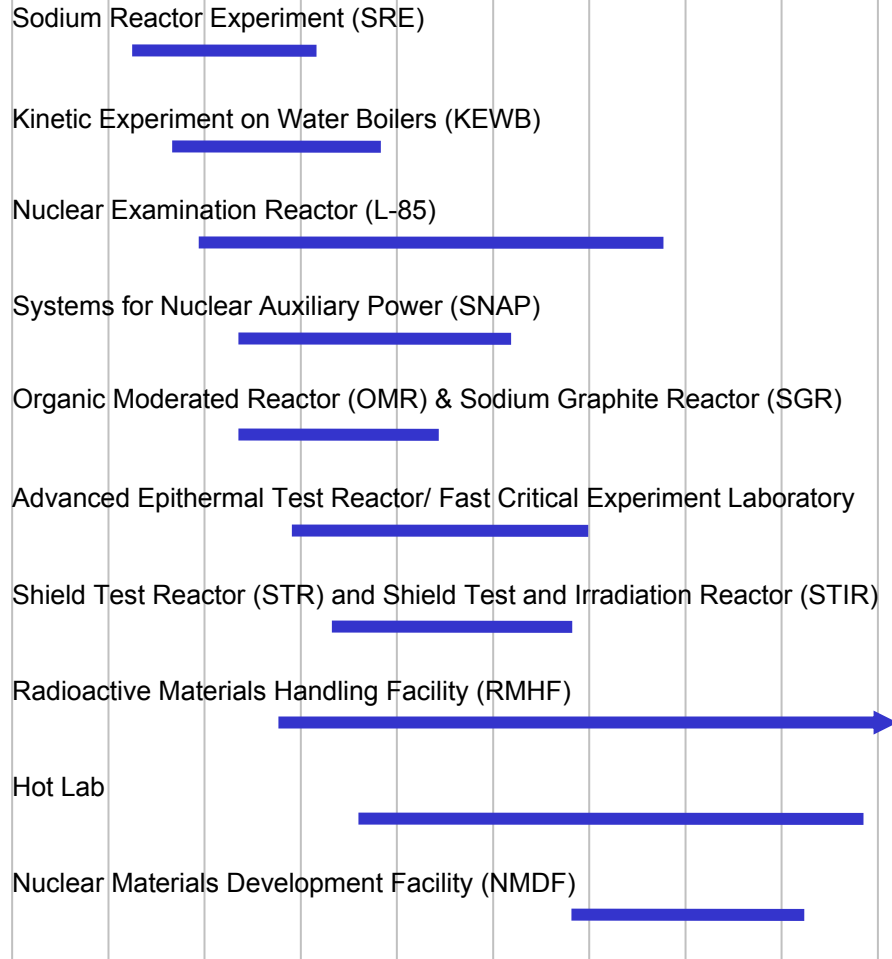 Sodium Reactor Experiment (SRE)
Kinetic Experiment on Water Boilers (KEWB)
Nuclear Examination Reactor (L-85)
Systems for Nuclear Auxiliary Power (SNAP)
Organic Moderated Reactor (OMR) & Sodium Graphite Reactor (SGR)
Advanced Epithermal Test Reactor/ Fast Critical Experiment Laboratory
Shield Test Reactor (STR) and Shield Test and Irradiation Reactor (STIR)
Radioactive Materials Handling Facility (RMHF)
Hot Lab
Nuclear Materials Development Facility (NMDF)